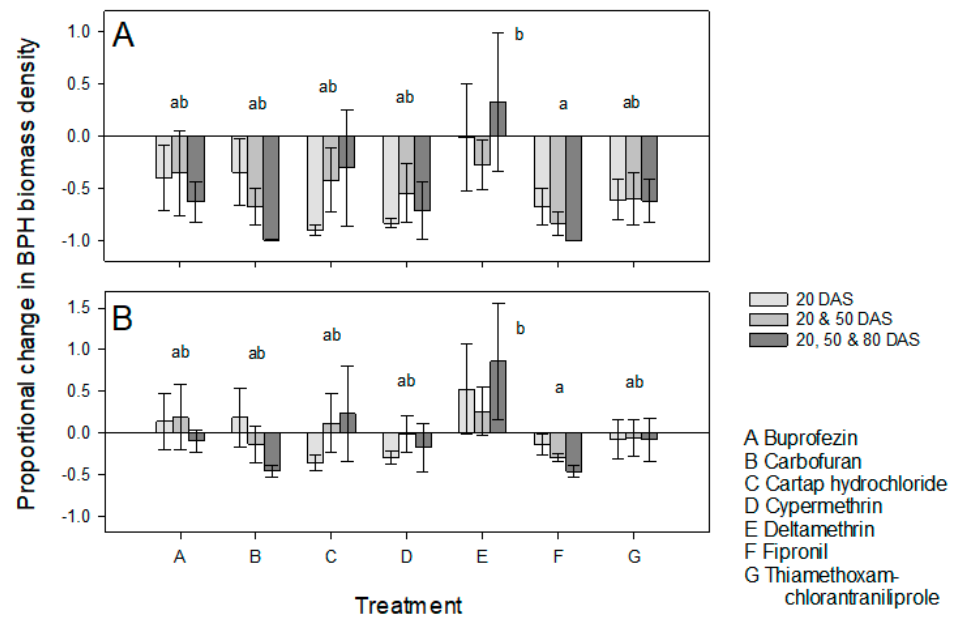 Proportional change in BPH biomass density
A
1.0
0.5
0.0
-0.5
-1.0
ab
ab
ab
ab
b
a
ab
B
1.5
1.0
0.5
0.0
-0.5
-1.0
ab
ab
ab
ab
b
a
ab
A B C D E F G
Treatment
20 DAS
20 & 50 DAS
20, 50 & 80 DAS
A Buprofezin
B Carbofuran
C Cartap hydrochloride
D Cypermethrin
E Deltamethrin
F Fipronil
G Thiamethoxam-
chlorantraniliprole